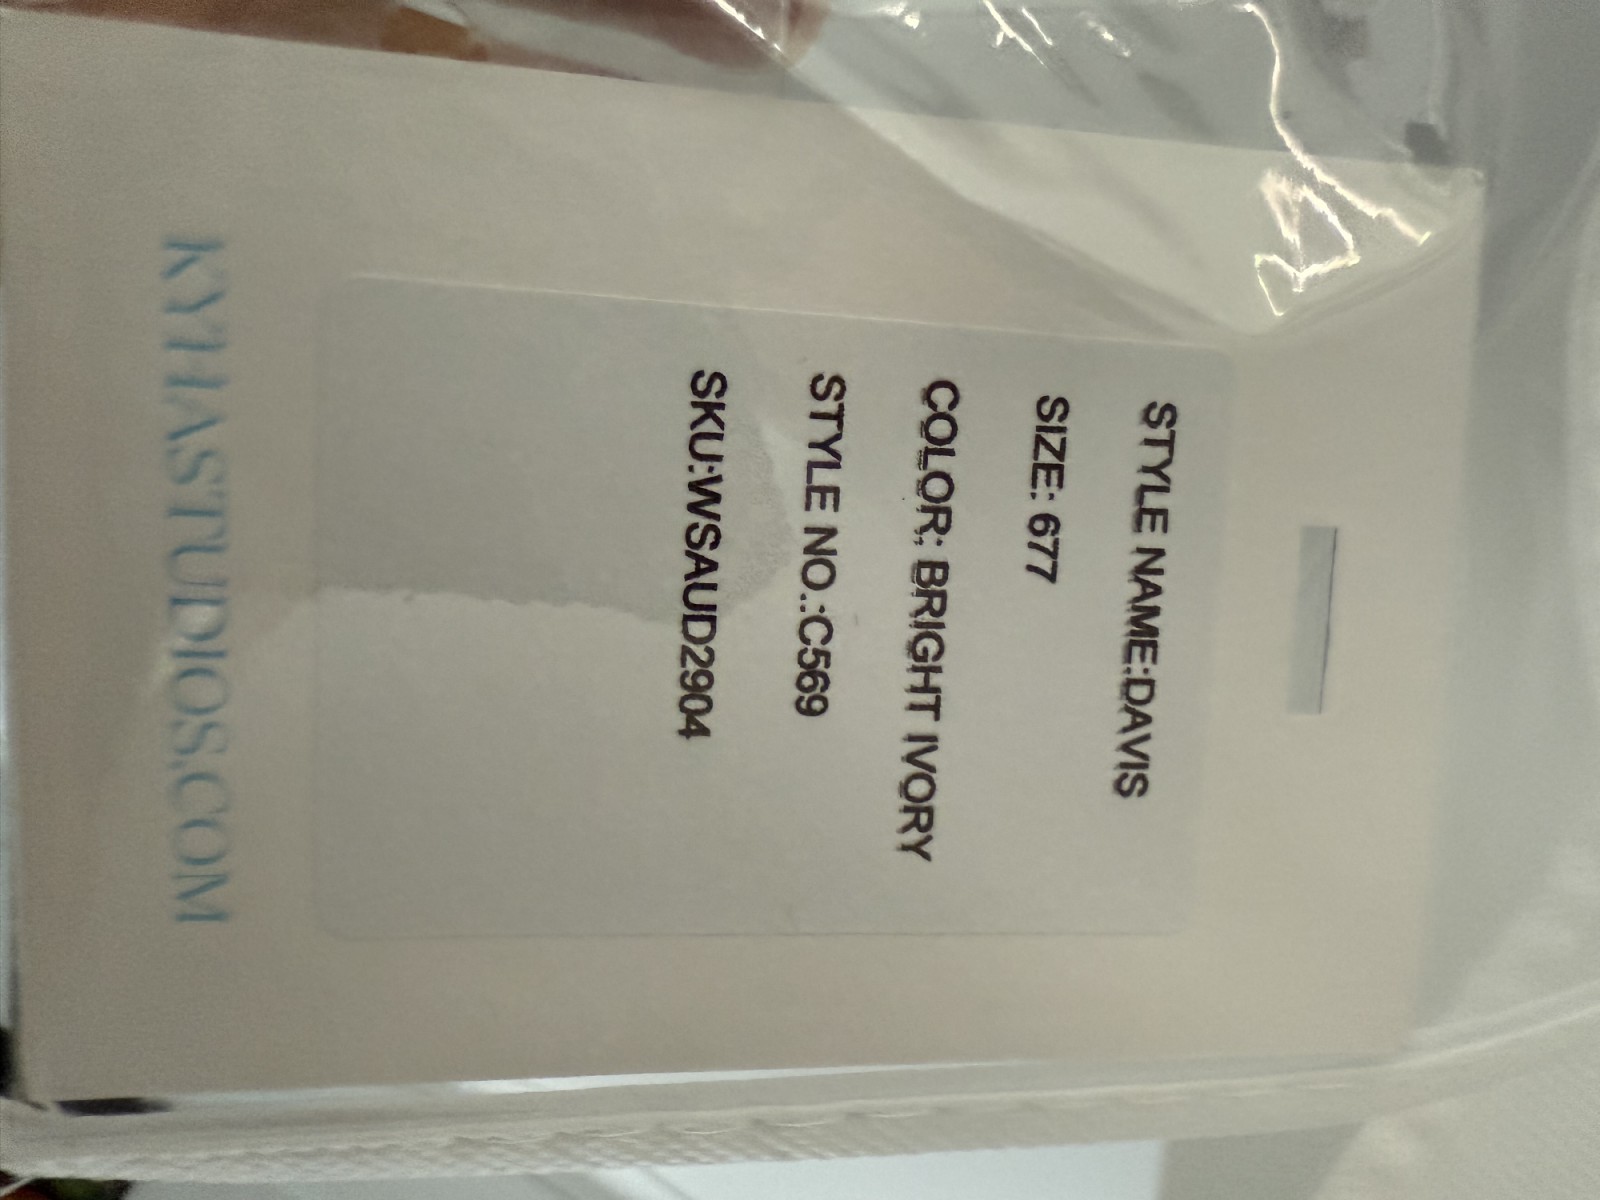 STYLE NAME:DAVIS
SIZE: 677
COLOR: BRIGHT IVORY
STYLE NO.:C569
SKU:WSAUD2904
KYHASTUDIOS.COM